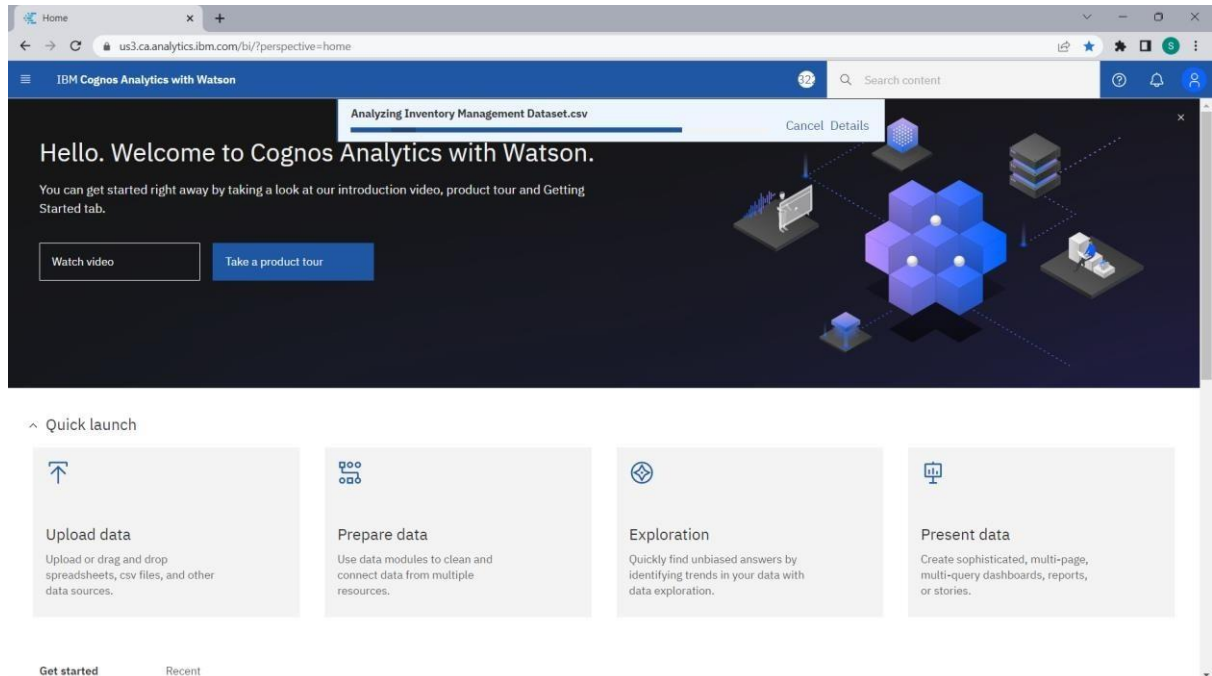 Home
us3.ca.analytics.ibm.com/bi/?perspective=home
S
IBM Cognos Analytics with Watson
32
Search content
Analyzing Inventory Management Dataset.csv
Cancel Details
Hello. Welcome to Cognos Analytics with Watson.
You can get started right away by taking a look at our introduction video, product tour and Getting
Started tab.
Watch video
Take a product tour
Quick launch
Upload data
Upload or drag and drop
spreadsheets, csv files, and other
data sources.
Prepare data
Use data modules to clean and
connect data from multiple
resources.
Exploration
Quickly find unbiased answers by
identifying trends in your data with
data exploration.
Present data
Create sophisticated, multi-page,
multi-query dashboards, reports,
or stories.
Get started
Recent